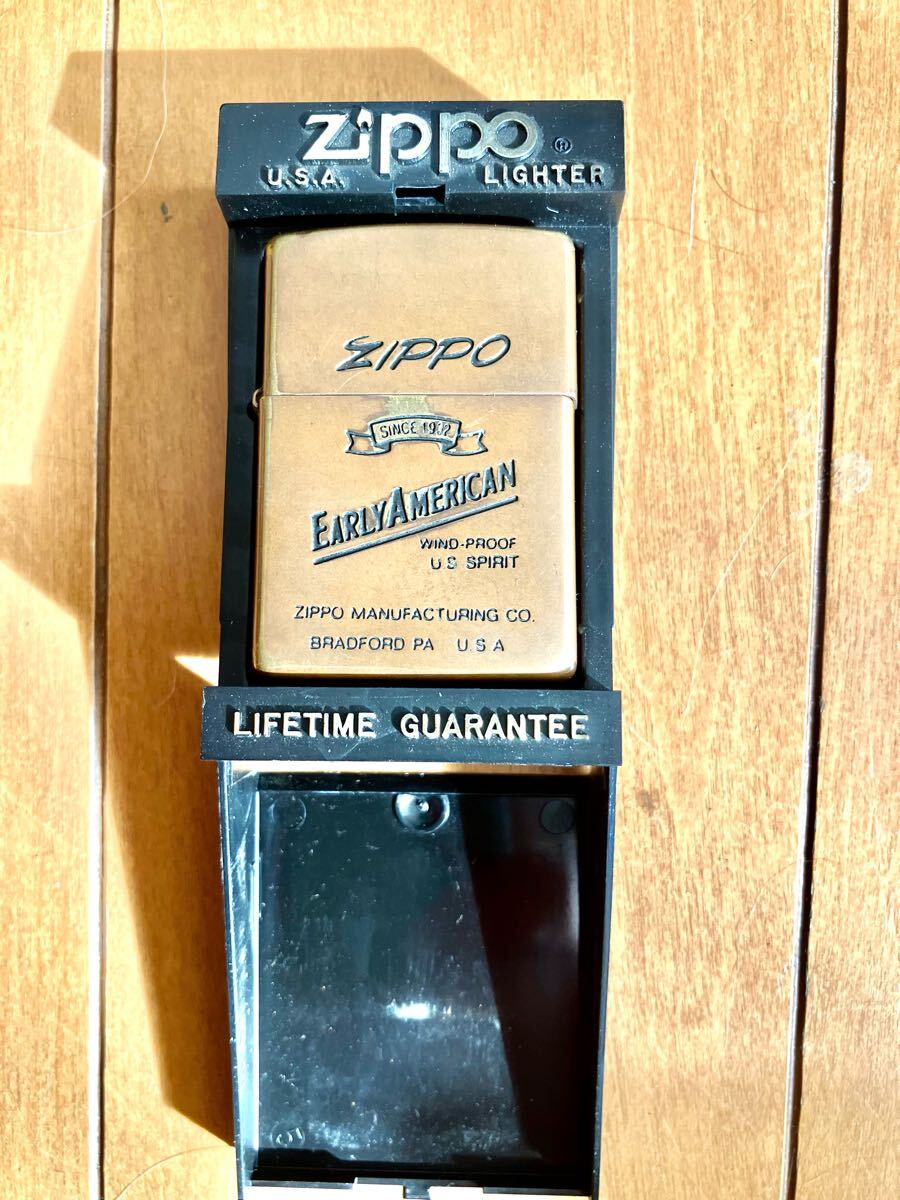 Zippo ®
U.S.A. LIGHTER
ZIPPO
SINCE 1932
EARLY AMERICAN
WIND-PROOF
U.S SPIRIT
ZIPPO MANUFACTURING CO.
BRADFORD PA U.S A
LIFETIME GUARANTEE